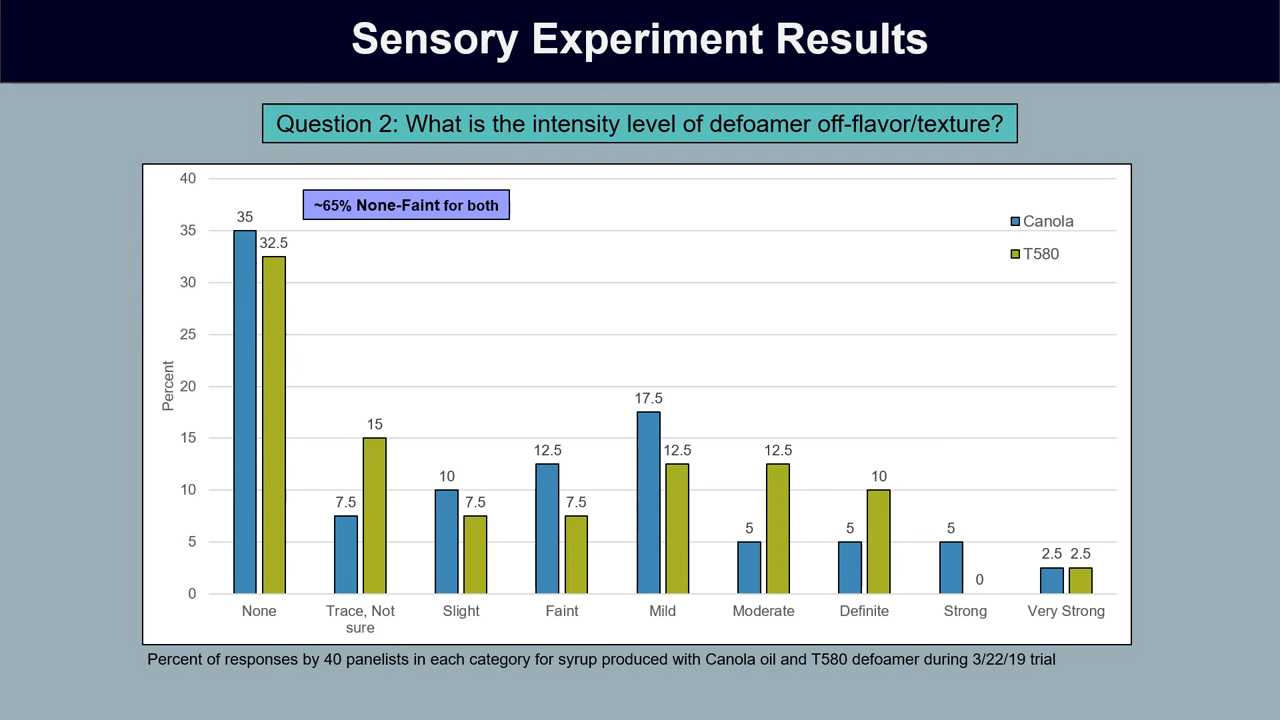 Sensory Experiment Results
Question 2: What is the intensity level of defoamer off-flavor/texture?
~65% None-Faint for both
Canola
T580
Percent
40
35
30
25
20
15
10
5
0
35
32.5
7.5
15
10
7.5
12.5
7.5
17.5
12.5
5
12.5
5
10
5
0
2.5
2.5
None
Trace, Not
sure
Slight
Faint
Mild
Moderate
Definite
Strong
Very Strong
Percent of responses by 40 panelists in each category for syrup produced with Canola oil and T580 defoamer during 3/22/19 trial